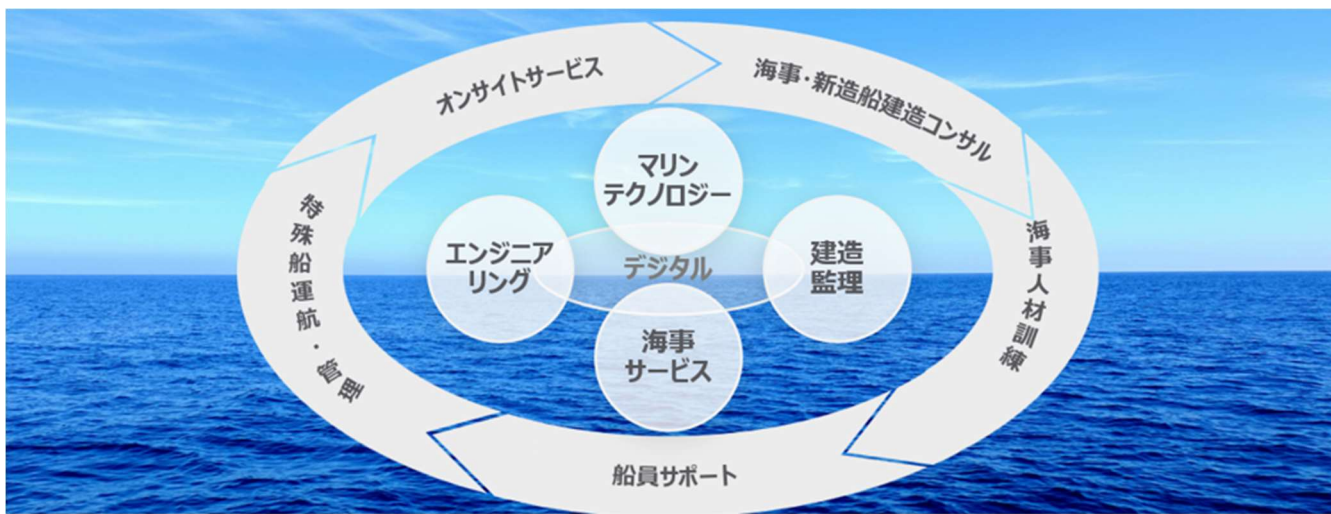 オンサイトサービス
海事・新造船建造コンサル
海事人材訓練
船員サポート
特殊船運航・管理
マリン
テクノロジー
エンジニア
リング
デジタル
建造
監理
海事
サービス